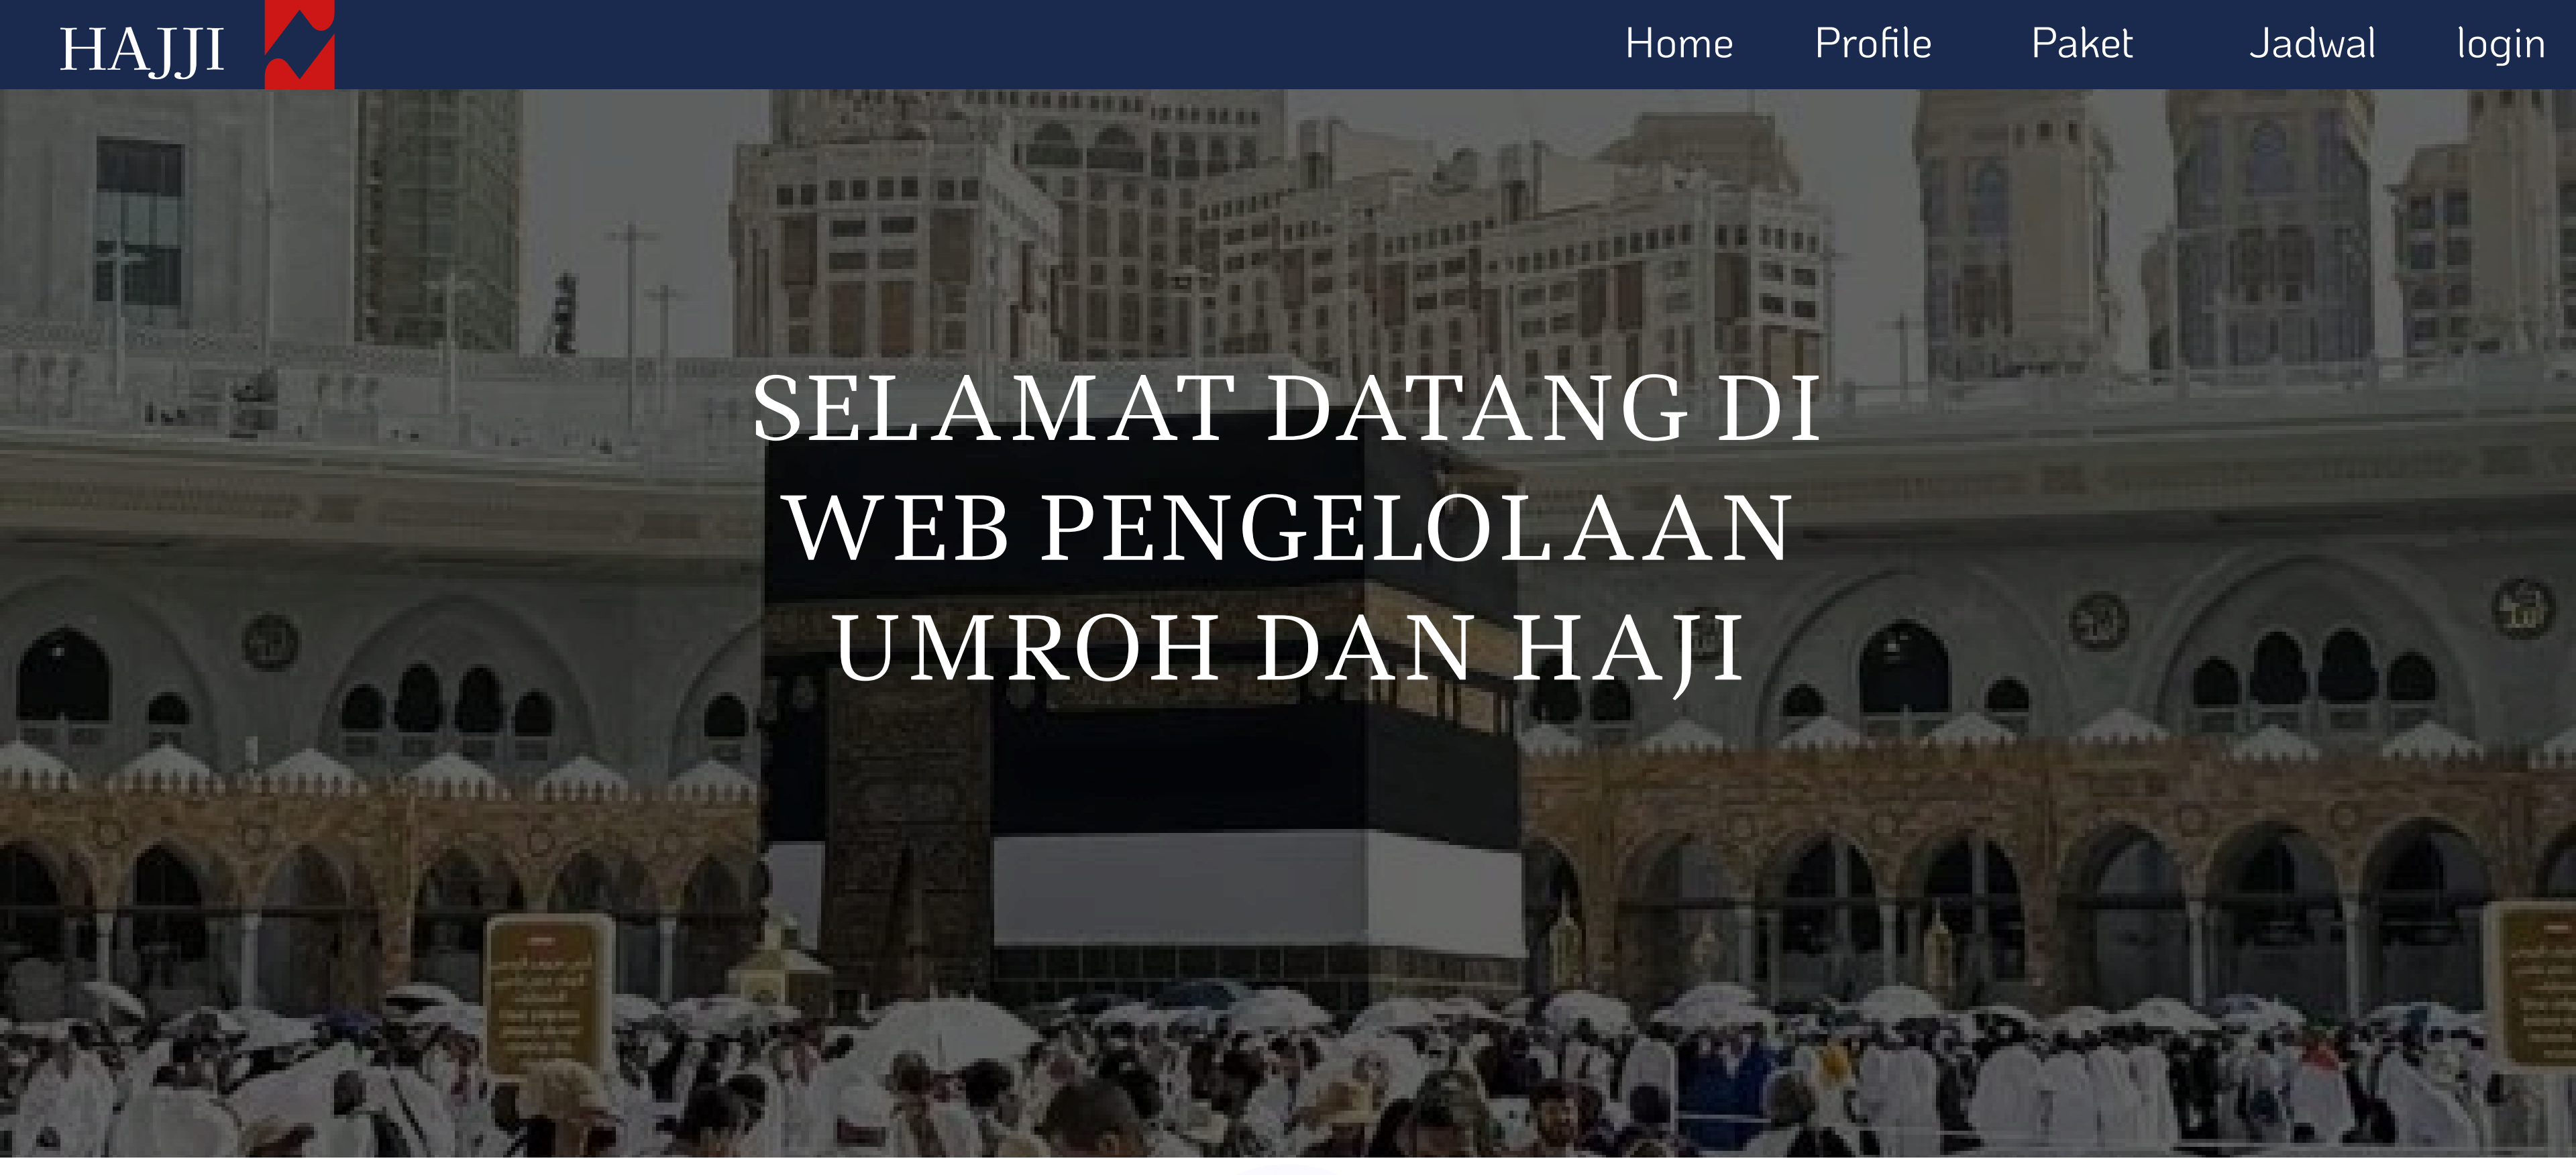 HAJJI
Home Profile Paket Jadwal login
SELAMAT DATANG DI
WEB PENGELOLAAN
UMROH DAN HAJI